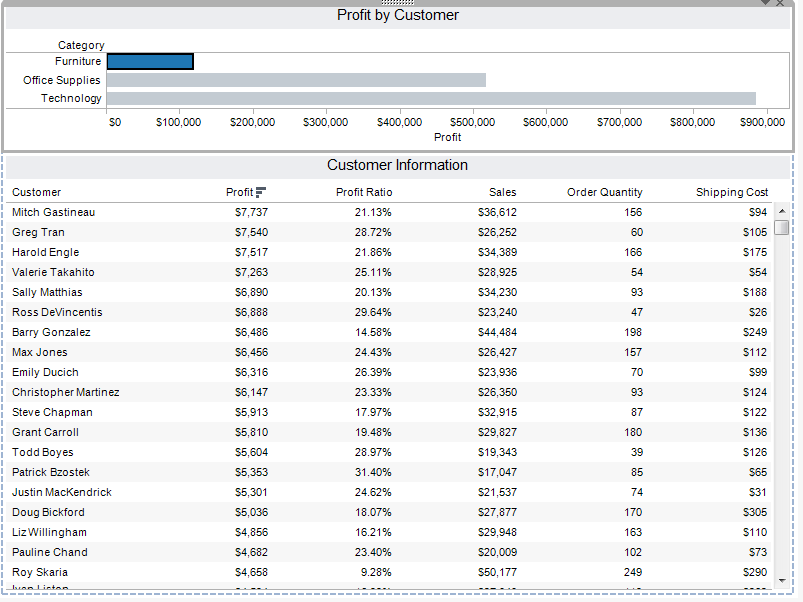 Profit by Customer
Category
Furniture
Office Supplies
Technology
$0 $100,000 $200,000 $300,000 $400,000 $500,000 $600,000 $700,000 $800,000 $900,000
Profit
Customer Information
Customer Profit Profit Ratio Sales Order Quantity Shipping Cost
Mitch Gastineau $7,737 21.13% $36,612 156 $94
Greg Tran $7,540 28.72% $26,252 60 $105
Harold Engle $7,517 21.86% $34,389 166 $175
Valerie Takahito $7,263 25.11% $28,925 54 $54
Sally Matthias $6,890 20.13% $34,230 93 $188
Ross DeVincentis $6,888 29.64% $23,240 47 $26
Barry Gonzalez $6,486 14.58% $44,484 198 $249
Max Jones $6,456 24.43% $26,427 157 $112
Emily Ducich $6,316 26.39% $23,936 70 $99
Christopher Martinez $6,147 23.33% $26,350 93 $124
Steve Chapman $5,913 17.97% $32,915 87 $122
Grant Carroll $5,810 19.48% $29,827 180 $136
Todd Boyes $5,604 28.97% $19,343 39 $126
Patrick Bzostek $5,353 31.40% $17,047 85 $65
Justin MacKendrick $5,301 24.62% $21,537 74 $31
Doug Bickford $5,036 18.07% $27,877 170 $305
Liz Willingham $4,856 16.21% $29,948 163 $110
Pauline Chand $4,682 23.40% $20,009 102 $73
Roy Skaria $4,658 9.28% $50,177 249 $290